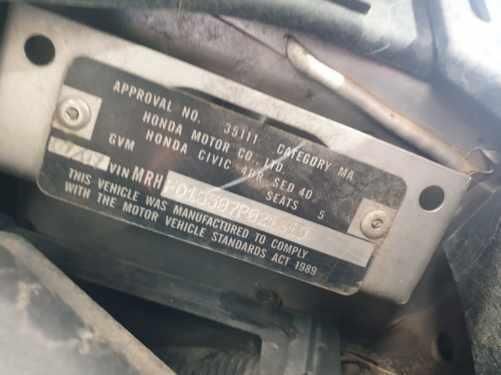 APPROVAL NO. 35111 CATEGORY MA
HONDA MOTOR CO. LTD.
HONDA CIVIC 4DR SED 4D
GVM SEATS 5
VIN MRH
THIS VEHICLE WAS MANUFACTURED TO COMPLY
WITH THE MOTOR VEHICLE STANDARDS ACT 1989